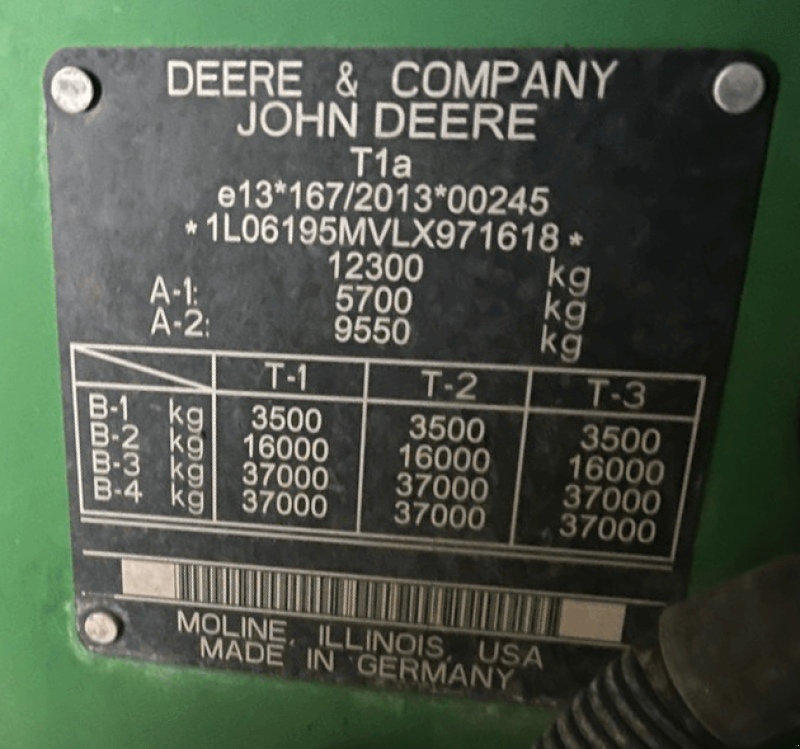 DEERE & COMPANY
JOHN DEERE
T1a
e13*167/2013*00245
*1L06195MVLX971618*
12300 kg
A-1: 5700 kg
A-2: 9550 kg
T-1 T-2 T-3
B-1 kg 3500 3500 3500
B-2 kg 16000 16000 16000
B-3 kg 37000 37000 37000
B-4 kg 37000 37000 37000
MOLINE, ILLINOIS, USA
MADE IN GERMANY